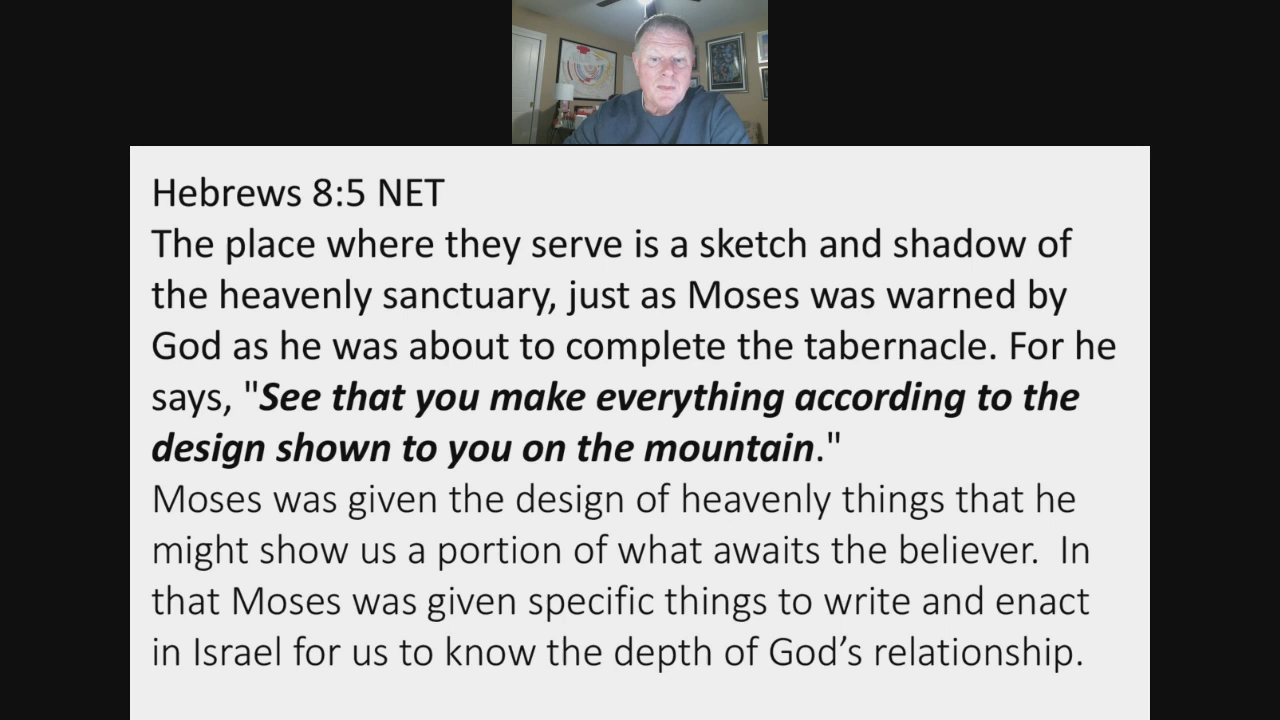 Hebrews 8:5 NET
The place where they serve is a sketch and shadow of
the heavenly sanctuary, just as Moses was warned by
God as he was about to complete the tabernacle. For he
says, "See that you make everything according to the
design shown to you on the mountain."
Moses was given the design of heavenly things that he
might show us a portion of what awaits the believer.  In
that Moses was given specific things to write and enact
in Israel for us to know the depth of God’s relationship.